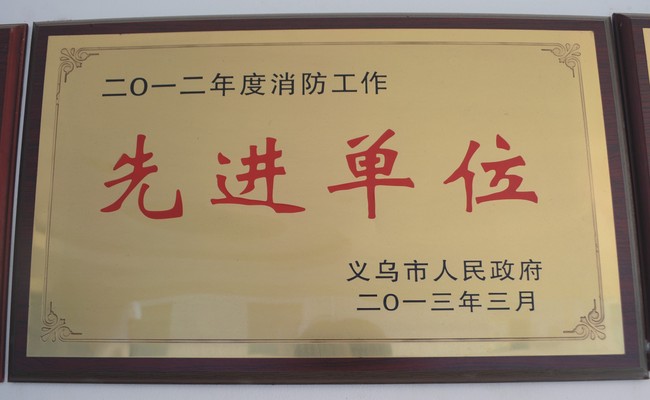 二〇一二年度消防工作
先进单位
义乌市人民政府
二〇一三年三月